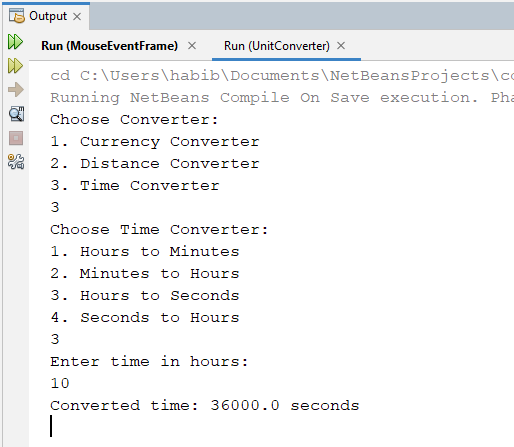 Output
Run (MouseEventFrame) Run (UnitConverter)
cd C:\Users\habib\Documents\NetBeansProjects\
Running NetBeans Compile On Save execution.
Choose Converter:
1. Currency Converter
2. Distance Converter
3. Time Converter
3
Choose Time Converter:
1. Hours to Minutes
2. Minutes to Hours
3. Hours to Seconds
4. Seconds to Hours
3
Enter time in hours:
10
Converted time: 36000.0 seconds